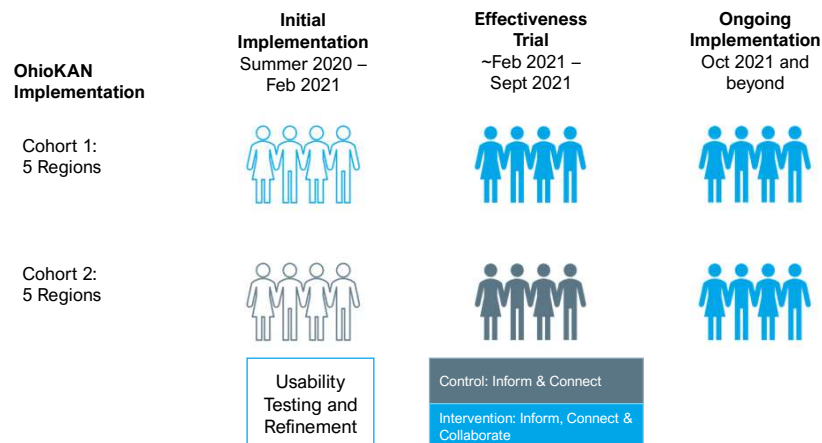 OhioKAN
Implementation
Initial
Implementation
Summer 2020 –
Feb 2021
Effectiveness
Trial
~Feb 2021 –
Sept 2021
Ongoing
Implementation
Oct 2021 and
beyond
Cohort 1:
5 Regions
Cohort 2:
5 Regions
Usability
Testing and
Refinement
Control: Inform & Connect
Intervention: Inform, Connect &
Collaborate